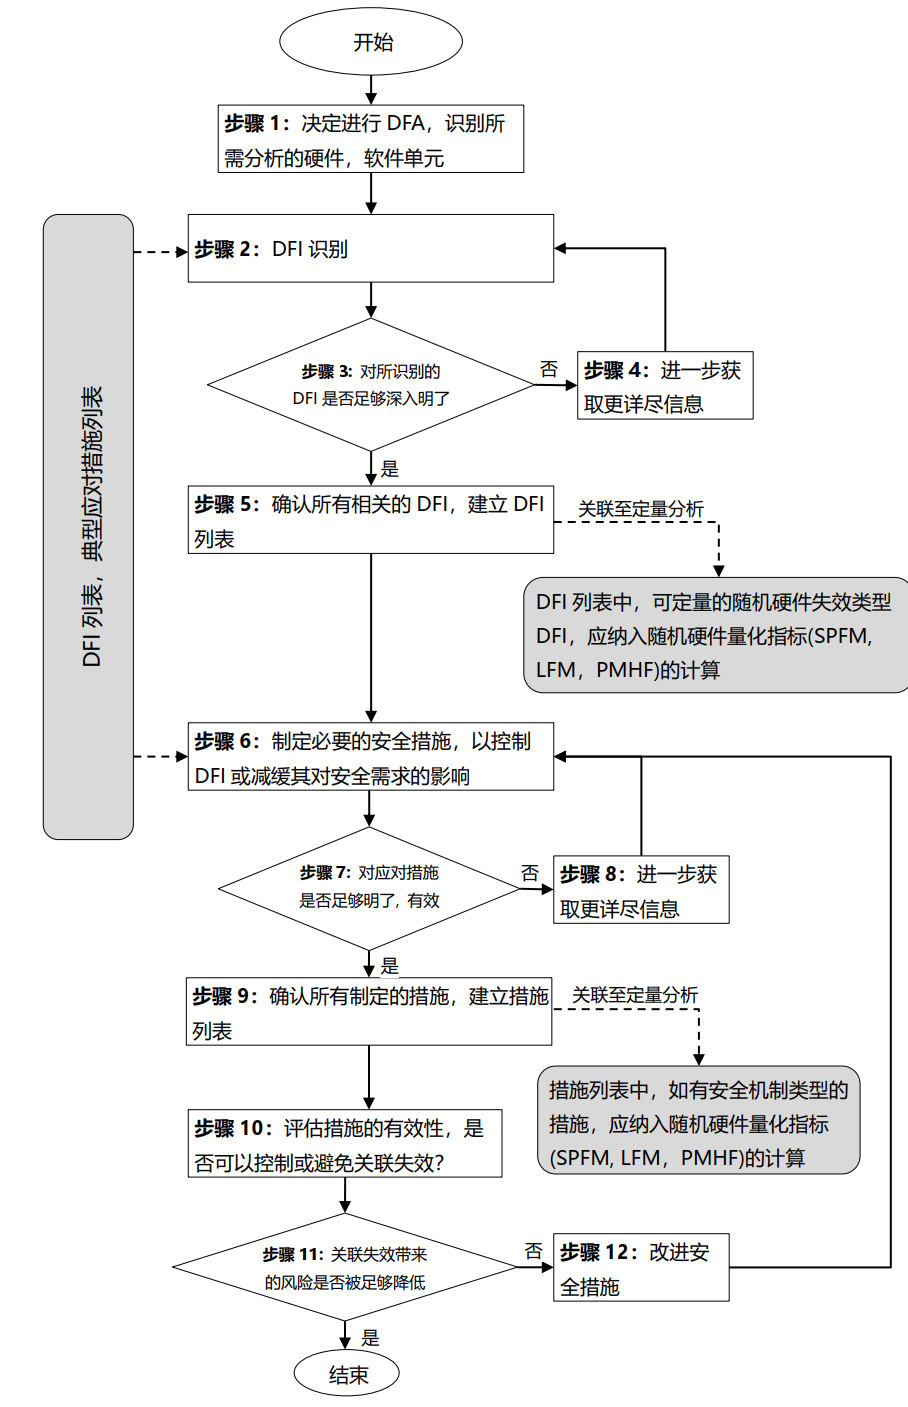 开始
步骤 1：决定进行 DFA，识别所
需分析的硬件，软件单元
步骤 2：DFI 识别
步骤 3: 对所识别的
DFI 是否足够深入明了
否
步骤 4：进一步获
取更详尽信息
是
DFI 列表，典型应对措施列表
步骤 5：确认所有相关的 DFI，建立 DFI
列表
关联至定量分析
DFI 列表中，可定量的随机硬件失效类型
DFI，应纳入随机硬件量化指标(SPFM,
LFM，PMHF)的计算
步骤 6：制定必要的安全措施，以控制
DFI 或减缓其对安全需求的影响
步骤 7: 对应对措施
是否足够明了, 有效
否
步骤 8：进一步获
取更详尽信息
是
步骤 9：确认所有制定的措施，建立措施
列表
关联至定量分析
措施列表中，如有安全机制类型的
措施，应纳入随机硬件量化指标
(SPFM, LFM，PMHF)的计算
步骤 10：评估措施的有效性，是
否可以控制或避免关联失效？
步骤 11: 关联失效带来
的风险是否被足够降低
否
步骤 12：改进安
全措施
是
结束